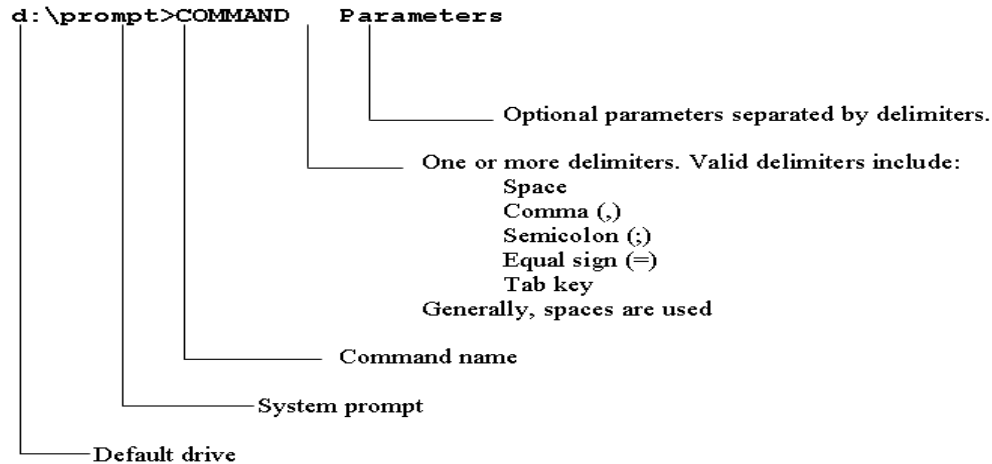 d:\prompt>COMMAND Parameters
Optional parameters separated by delimiters.
One or more delimiters. Valid delimiters include:
Space
Comma (,)
Semicolon (;)
Equal sign (=)
Tab key
Generally, spaces are used
Command name
System prompt
Default drive